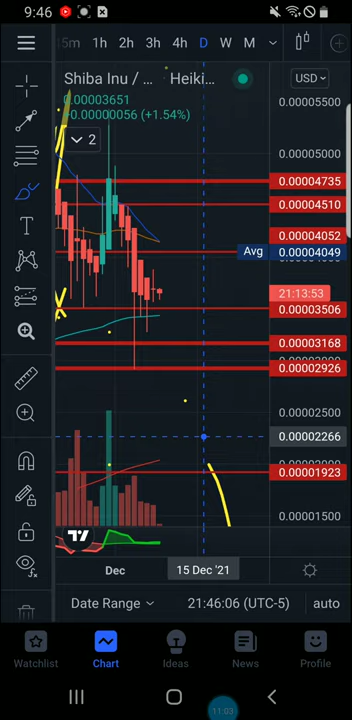 9:46
15m 1h 2h 3h 4h D W M
Shiba Inu / ... Heiki...
USD
0.00003651
+0.00000056 (+1.54%)
2
0.00005500
0.00005000
0.00004735
0.00004510
0.00004052
Avg 0.00004049
21:13:53
0.00003506
0.00003168
0.00002926
0.00002500
0.00002266
0.00001923
0.00001500
Dec 15 Dec '21
Date Range 21:46:06 (UTC-5) auto
Watchlist Chart Ideas News Profile
11:03